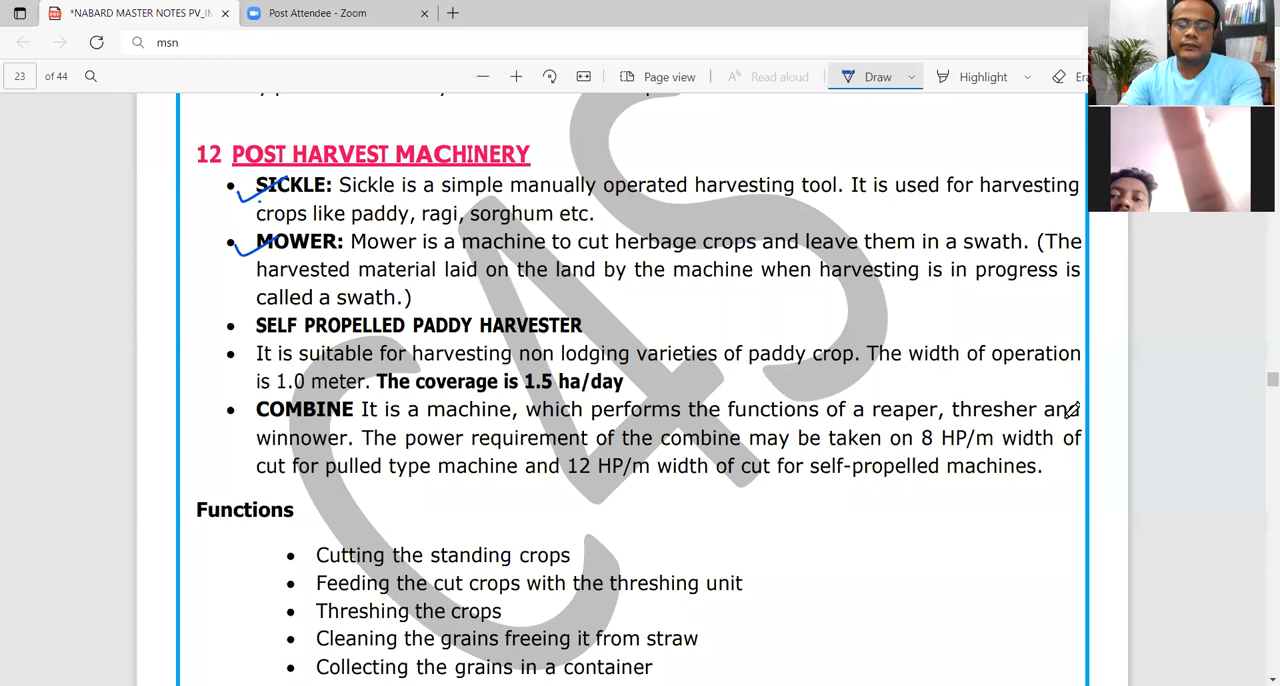 *NABARD MASTER NOTES PV_IN
Post Attendee - Zoom
msn
23 of 44
Page view
Read aloud
Draw
Highlight
Era
12 POST HARVEST MACHINERY
• SICKLE: Sickle is a simple manually operated harvesting tool. It is used for harvesting
crops like paddy, ragi, sorghum etc.
• MOWER: Mower is a machine to cut herbage crops and leave them in a swath. (The
harvested material laid on the land by the machine when harvesting is in progress is
called a swath.)
• SELF PROPELLED PADDY HARVESTER
• It is suitable for harvesting non lodging varieties of paddy crop. The width of operation
is 1.0 meter. The coverage is 1.5 ha/day
• COMBINE It is a machine, which performs the functions of a reaper, thresher and
winnower. The power requirement of the combine may be taken on 8 HP/m width of
cut for pulled type machine and 12 HP/m width of cut for self-propelled machines.
Functions
• Cutting the standing crops
• Feeding the cut crops with the threshing unit
• Threshing the crops
• Cleaning the grains freeing it from straw
• Collecting the grains in a container
C4S